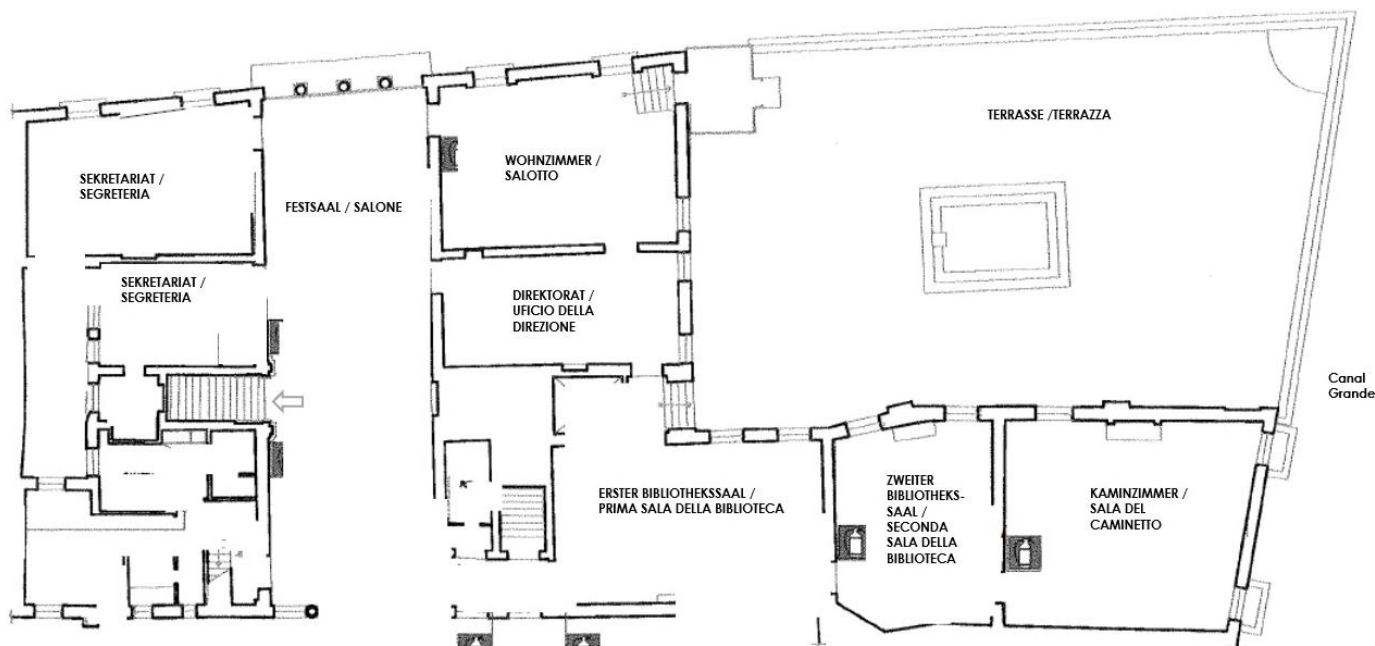 TERRASSE /TERRAZZA
WOHNZIMMER /
SALOTTO
SEKRETARIAT /
SEGRETERIA
FESTSAAL / SALONE
SEKRETARIAT /
SEGRETERIA
DIREKTORAT /
UFICIO DELLA
DIREZIONE
Canal
Grande
ERSTER BIBLIOTHEKSSAAL /
PRIMA SALA DELLA BIBLIOTECA
ZWEITER
BIBLIOTHEKS-
SAAL /
SECONDA
SALA DELLA
BIBLIOTECA
KAMINZIMMER /
SALA DEL
CAMINETTO